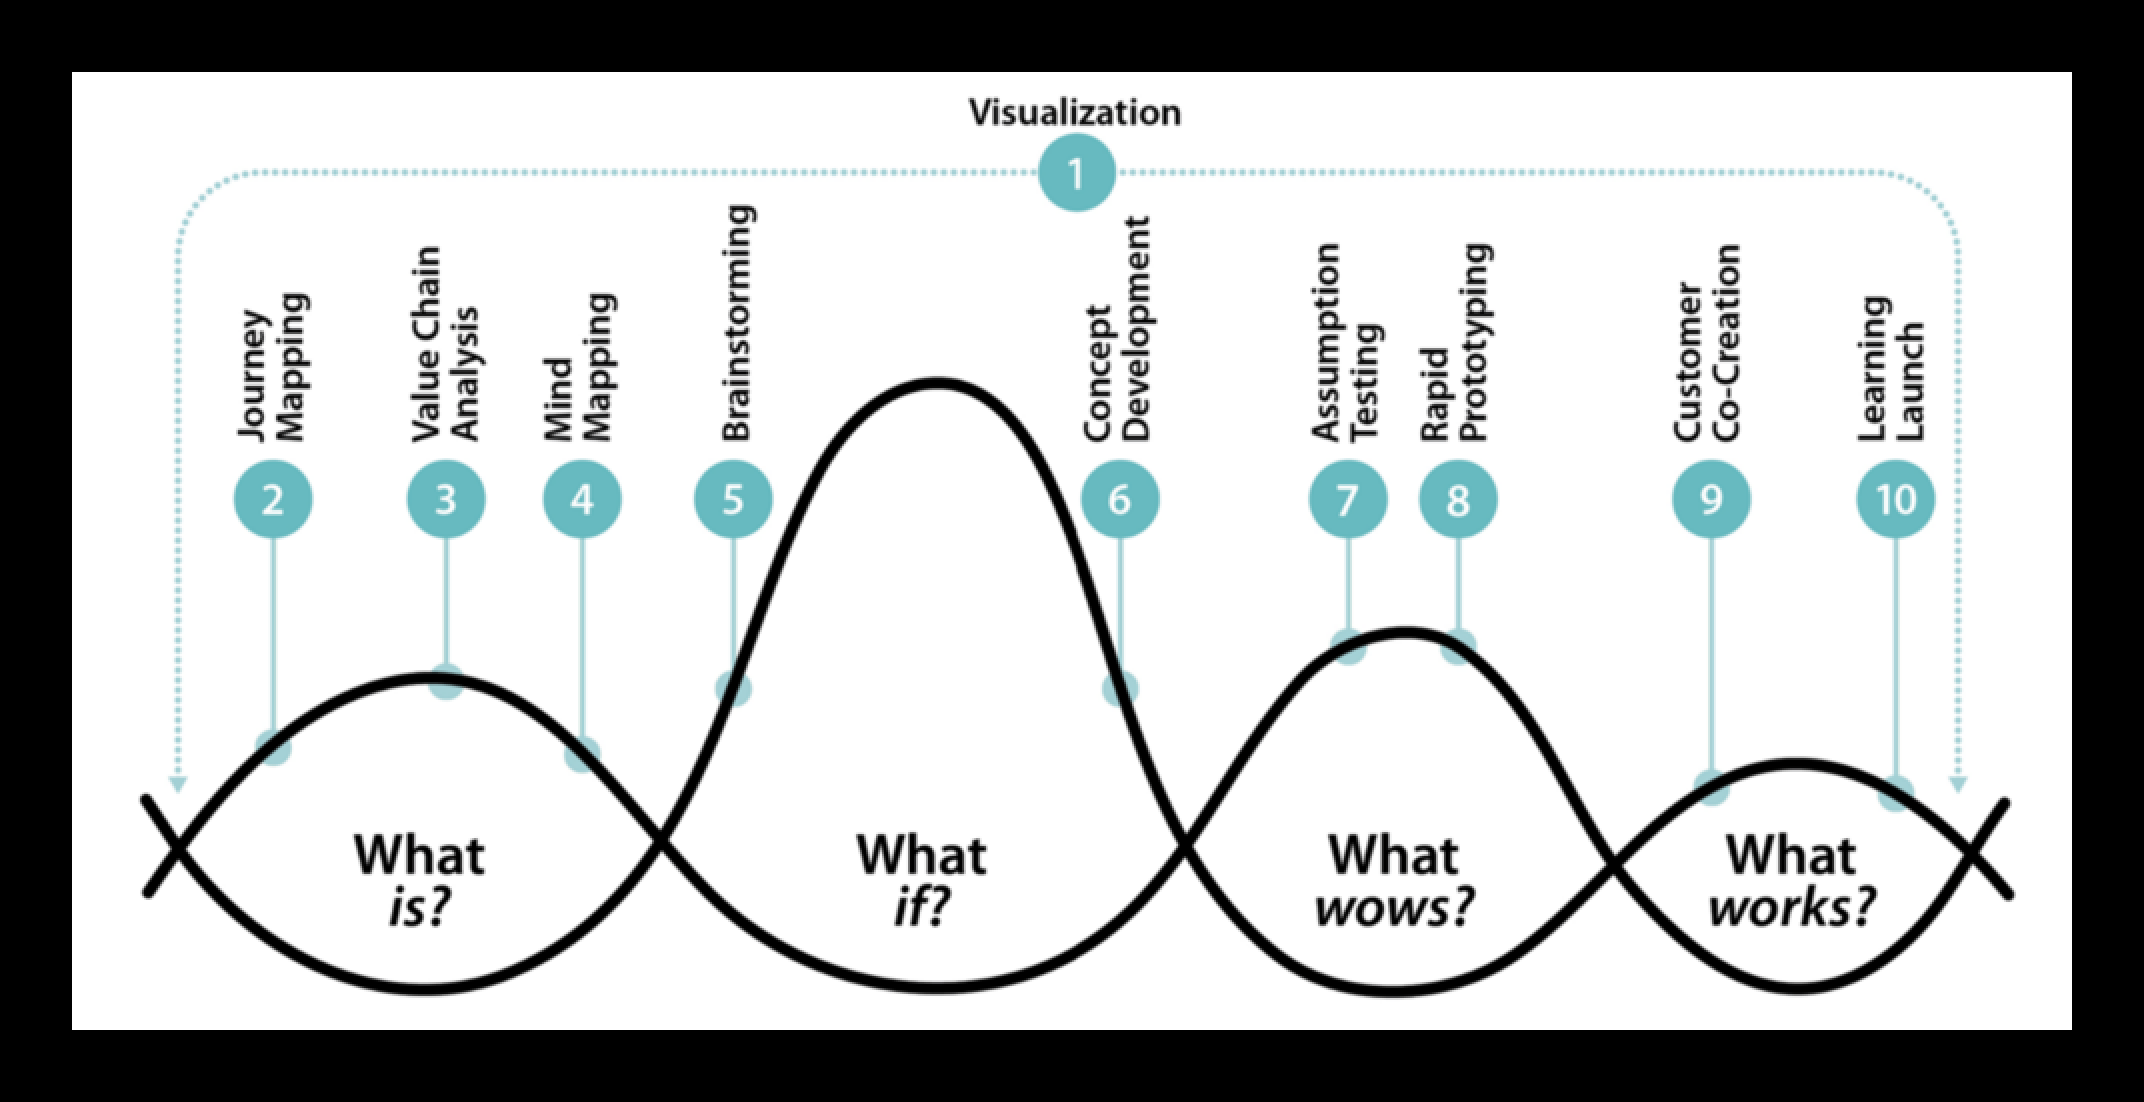 Visualization
1
Journey
Mapping
Value Chain
Analysis
Mind
Mapping
Brainstorming
Concept
Development
Assumption
Testing
Rapid
Prototyping
Customer
Co-Creation
Learning
Launch
2
3
4
5
6
7
8
9
10
What
is?
What
if?
What
wows?
What
works?